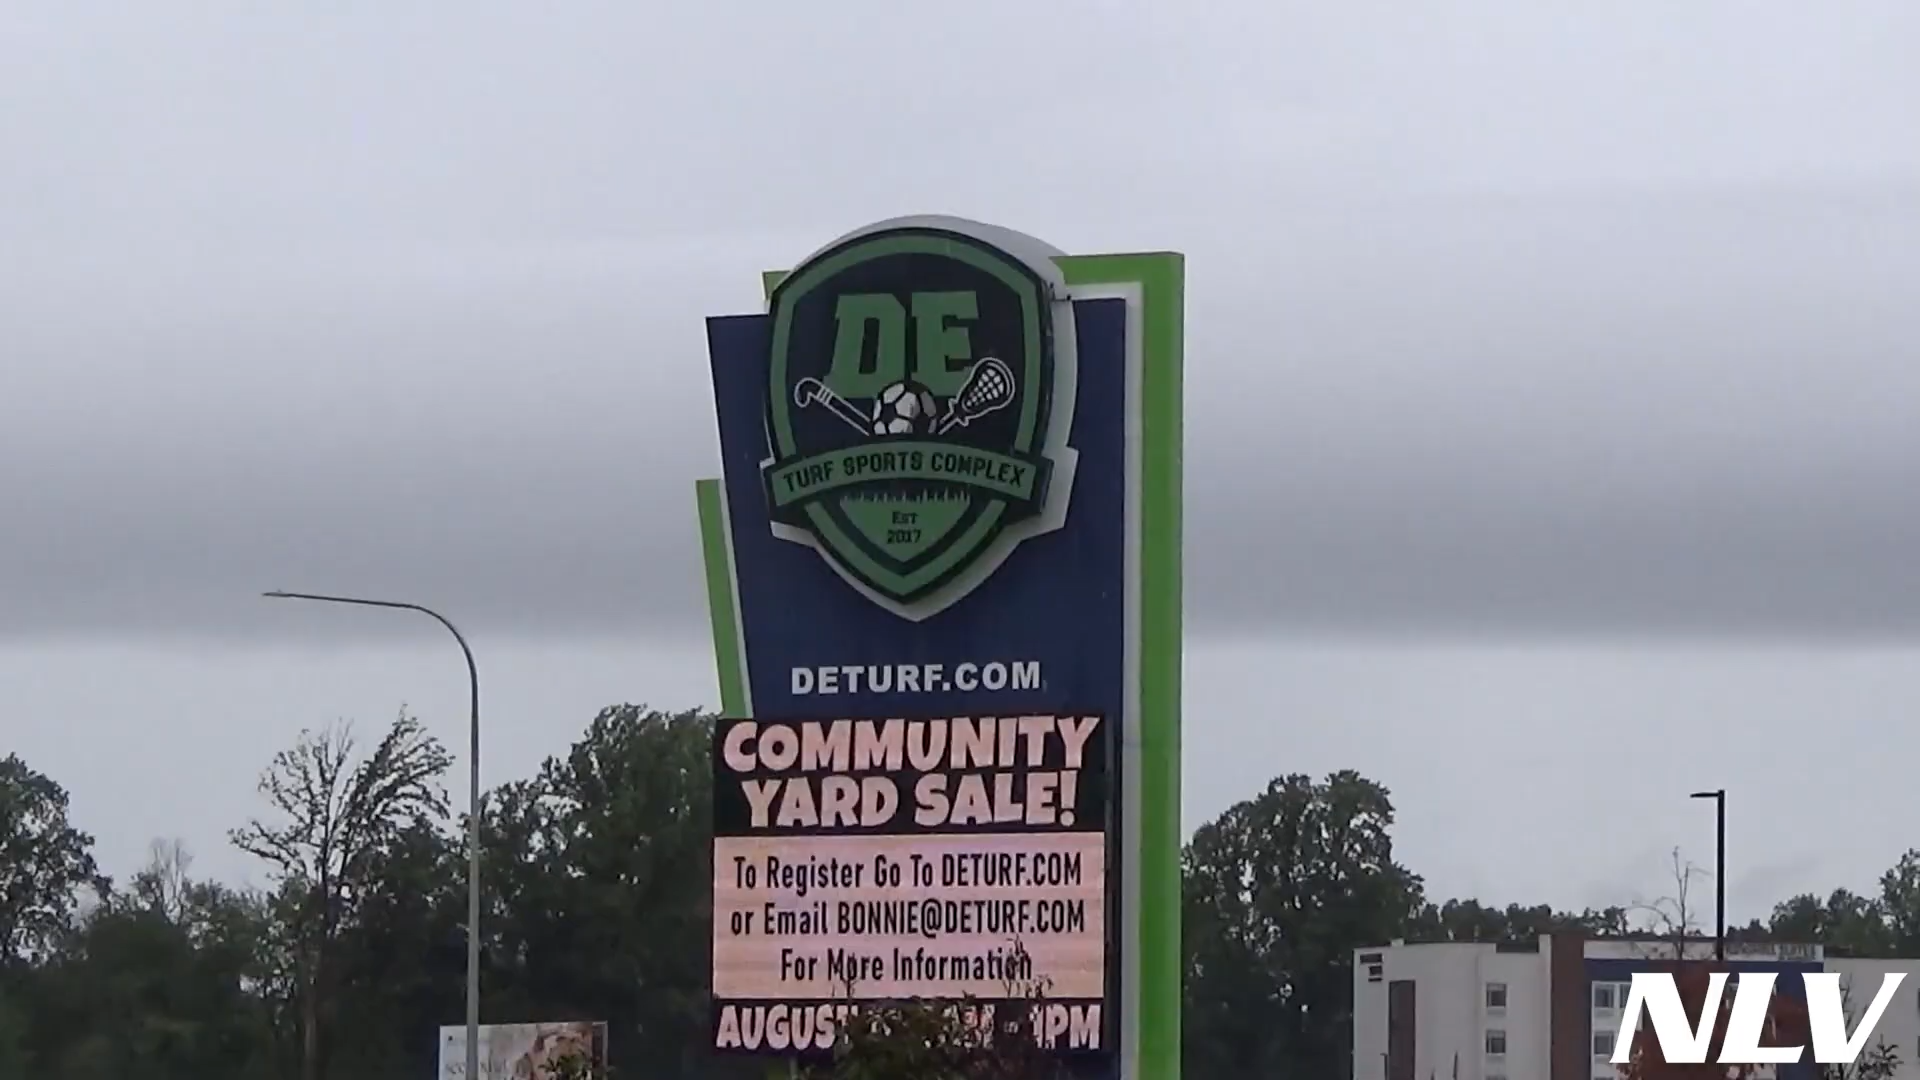 DE
TURF SPORTS COMPLEX
EST
2017
DETURF.COM
COMMUNITY
YARD SALE!
To Register Go To DETURF.COM
or Email BONNIE@DETURF.COM
For More Information
AUGUST
NLV